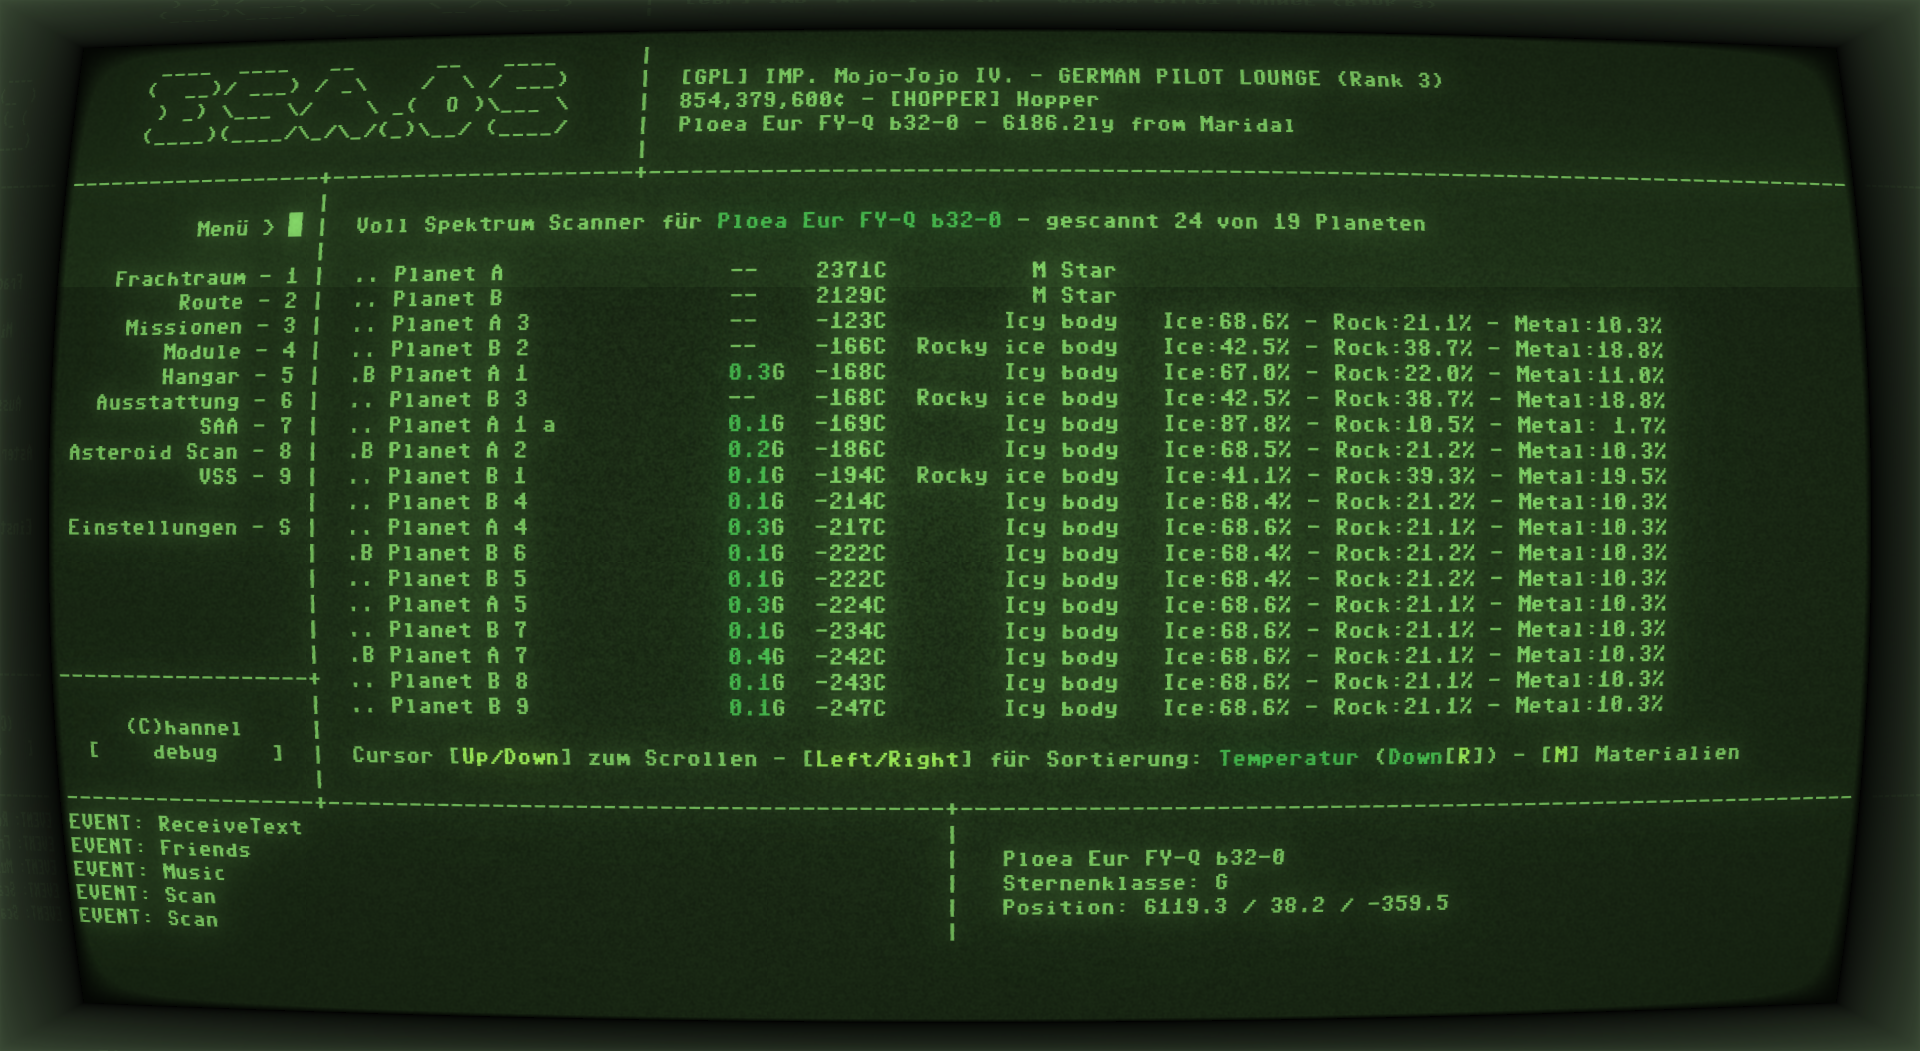 [GPL] IMP. Mojo-Jojo IV. - GERMAN PILOT LOUNGE (Rank 3)
854,379,600¢ - [HOPPER] Hopper
Ploea Eur FY-Q b32-0 - 6186.2ly from Maridal
Menü >
Frachtraum - 1
Route - 2
Missionen - 3
Module - 4
Hangar - 5
Ausstattung - 6
SAA - 7
Asteroid Scan - 8
VSS - 9
Einstellungen - S
(C)hannel
[ debug ]
Voll Spektrum Scanner für Ploea Eur FY-Q b32-0 - gescannt 24 von 19 Planeten
.. Planet A -- 2371C M Star
.. Planet B -- 2129C M Star
.. Planet A 3 -- -123C Icy body Ice:68.6% - Rock:21.1% - Metal:10.3%
.. Planet B 2 -- -166C Rocky ice body Ice:42.5% - Rock:38.7% - Metal:18.8%
.B Planet A 1 0.3G -168C Icy body Ice:67.0% - Rock:22.0% - Metal:11.0%
.. Planet B 3 -- -168C Rocky ice body Ice:42.5% - Rock:38.7% - Metal:18.8%
.. Planet A 1 a 0.1G -169C Icy body Ice:87.8% - Rock:10.5% - Metal: 1.7%
.B Planet A 2 0.2G -186C Icy body Ice:68.5% - Rock:21.2% - Metal:10.3%
.. Planet B 1 0.1G -194C Rocky ice body Ice:41.1% - Rock:39.3% - Metal:19.5%
.. Planet B 4 0.1G -214C Icy body Ice:68.4% - Rock:21.2% - Metal:10.3%
.. Planet A 4 0.3G -217C Icy body Ice:68.6% - Rock:21.1% - Metal:10.3%
.B Planet B 6 0.1G -222C Icy body Ice:68.4% - Rock:21.2% - Metal:10.3%
.. Planet B 5 0.1G -222C Icy body Ice:68.4% - Rock:21.2% - Metal:10.3%
.. Planet A 5 0.3G -224C Icy body Ice:68.6% - Rock:21.1% - Metal:10.3%
.. Planet B 7 0.1G -234C Icy body Ice:68.6% - Rock:21.1% - Metal:10.3%
.B Planet A 7 0.4G -242C Icy body Ice:68.6% - Rock:21.1% - Metal:10.3%
.. Planet B 8 0.1G -243C Icy body Ice:68.6% - Rock:21.1% - Metal:10.3%
.. Planet B 9 0.1G -247C Icy body Ice:68.6% - Rock:21.1% - Metal:10.3%
Cursor [Up/Down] zum Scrollen - [Left/Right] für Sortierung: Temperatur (Down[R]) - [M] Materialien
EVENT: ReceiveText
EVENT: Friends
EVENT: Music
EVENT: Scan
EVENT: Scan
Ploea Eur FY-Q b32-0
Sternenklasse: G
Position: 6119.3 / 38.2 / -359.5